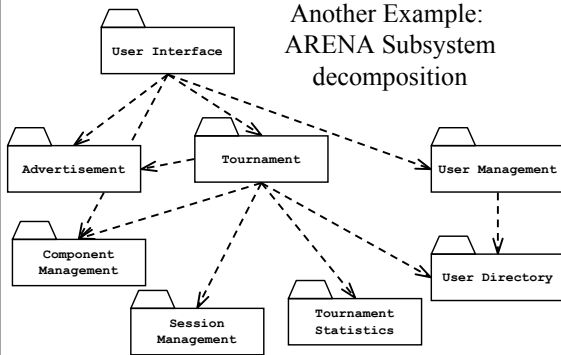 Another Example:
ARENA Subsystem
decomposition
User Interface
Advertisement
Tournament
User Management
Component
Management
User Directory
Session
Management
Tournament
Statistics